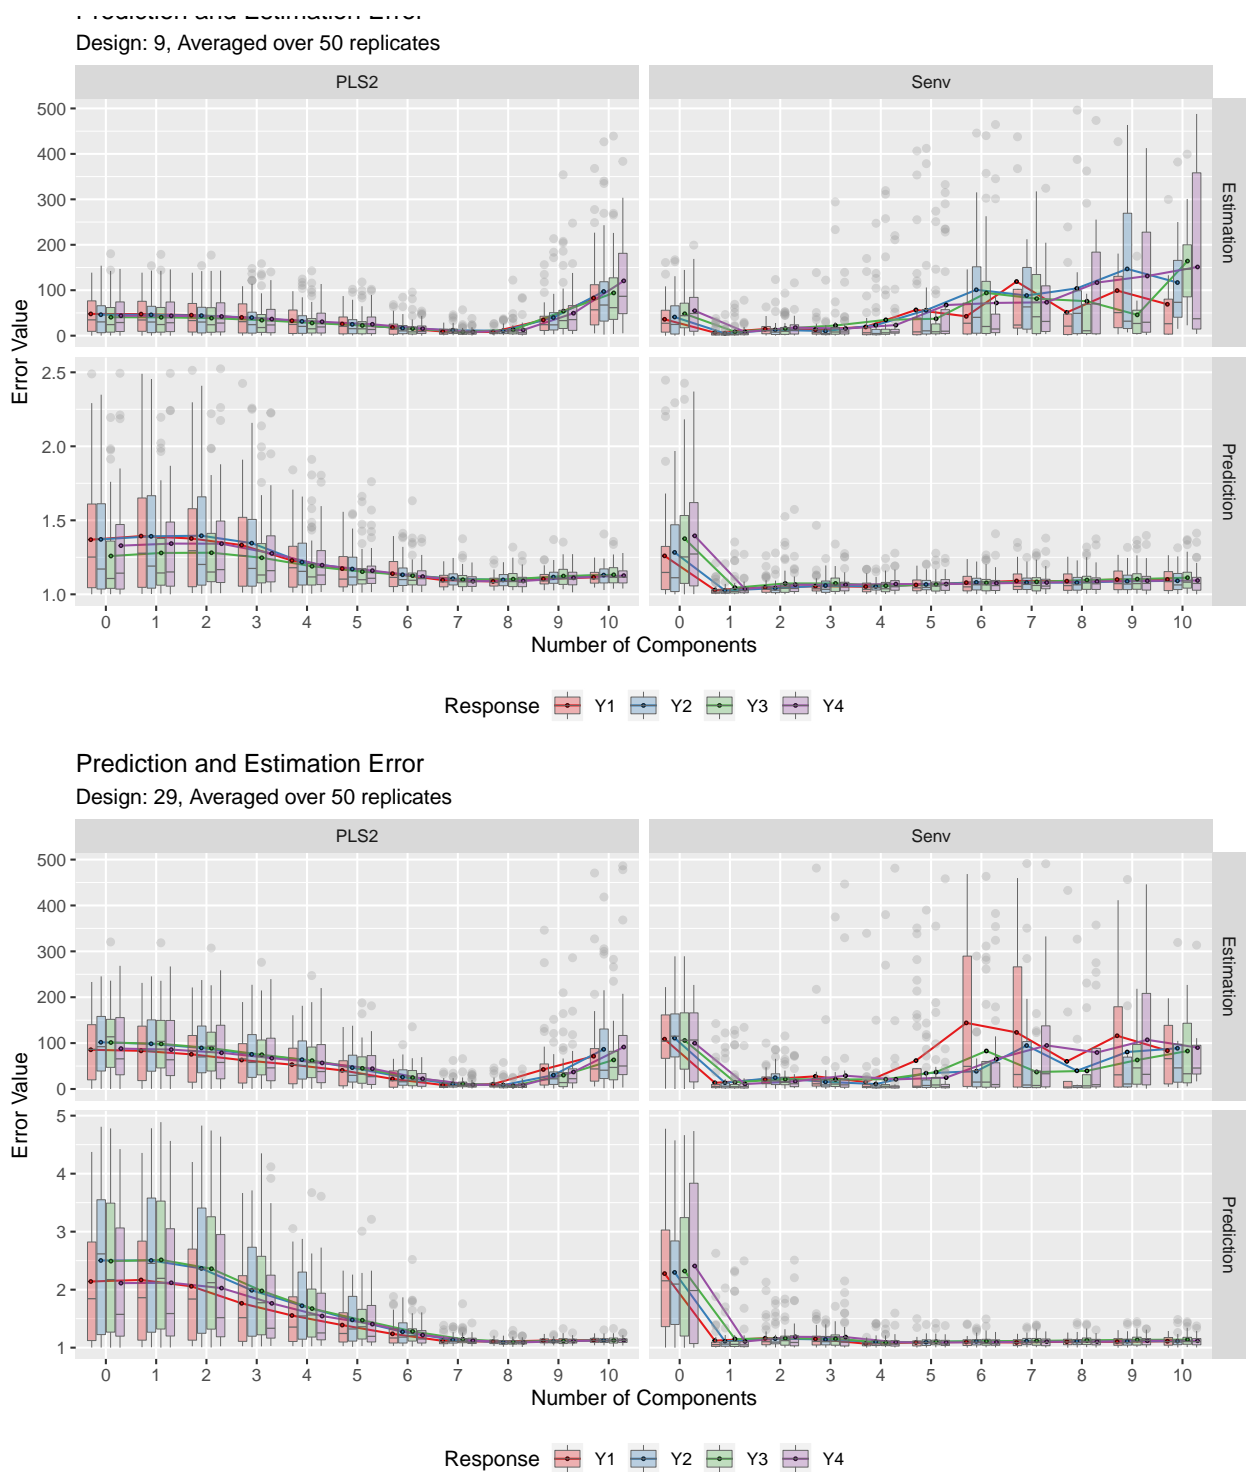 Prediction and Estimation Error
Design: 9, Averaged over 50 replicates
PLS2 Senv
500
400
300
200
100
0
Estimation
Error Value
2.5
2.0
1.5
1.0
Prediction
0 1 2 3 4 5 6 7 8 9 10 0 1 2 3 4 5 6 7 8 9 10
Number of Components
Response Y1 Y2 Y3 Y4
Prediction and Estimation Error
Design: 29, Averaged over 50 replicates
PLS2 Senv
500
400
300
200
100
0
Estimation
Error Value
5
4
3
2
1
Prediction
0 1 2 3 4 5 6 7 8 9 10 0 1 2 3 4 5 6 7 8 9 10
Number of Components
Response Y1 Y2 Y3 Y4